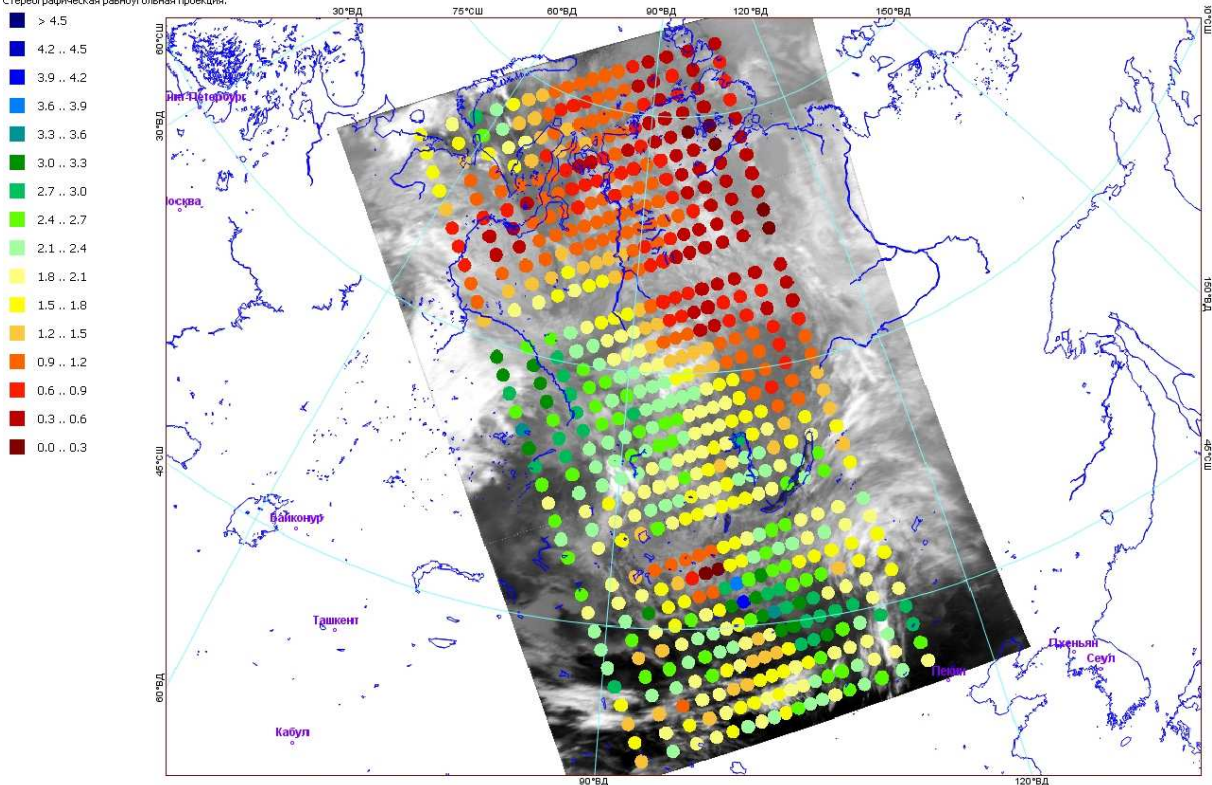 Стереографическая равноугольная проекция.
30°ВД 75°ВД 60°ВД 90°ВД 120°ВД 150°ВД
> 4.5
4.2 .. 4.5
3.9 .. 4.2
3.6 .. 3.9
3.3 .. 3.6
3.0 .. 3.3
2.7 .. 3.0
2.4 .. 2.7
2.1 .. 2.4
1.8 .. 2.1
1.5 .. 1.8
1.2 .. 1.5
0.9 .. 1.2
0.6 .. 0.9
0.3 .. 0.6
0.0 .. 0.3
60°СШ
нкт-Петербург
30°ВД
Москва
150°ВД
45°СШ
45°СШ
Байконур
Ташкент
Пхеньян
Сеул
Пекин
60°ВД
Кабул
90°ВД 120°ВД